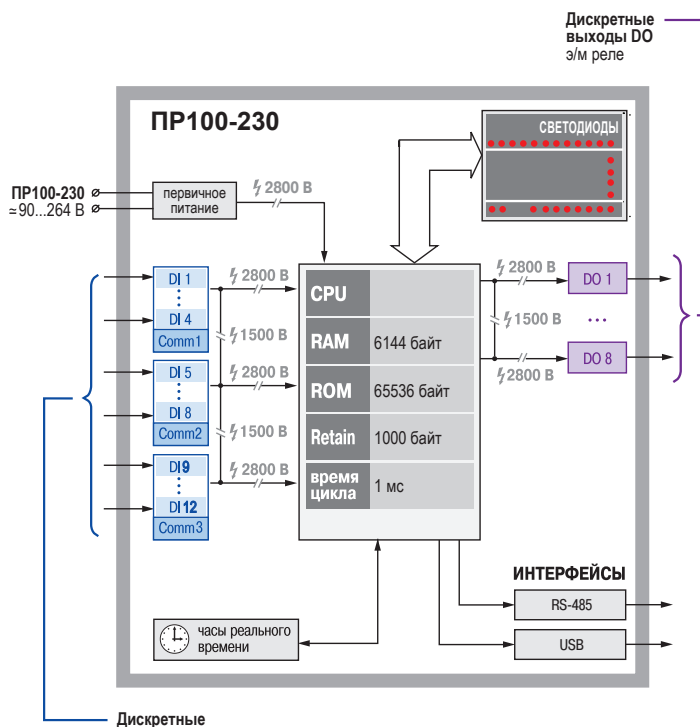 Дискретные
выходы DO
э/м реле
ПР100-230
СВЕТОДИОДЫ
ПР100-230
≃90...264 В
первичное
питание
2800 В
DI 1
DI 4
Comm1
2800 В
1500 В
DI 5
DI 8
Comm2
2800 В
1500 В
DI9
DI12
Comm3
2800 В
CPU
RAM 6144 байт
ROM 65536 байт
Retain 1000 байт
время
цикла 1 мс
2800 В
DO 1
1500 В
...
2800 В
DO 8
часы реального
времени
ИНТЕРФЕЙСЫ
RS-485
USB
Дискретные